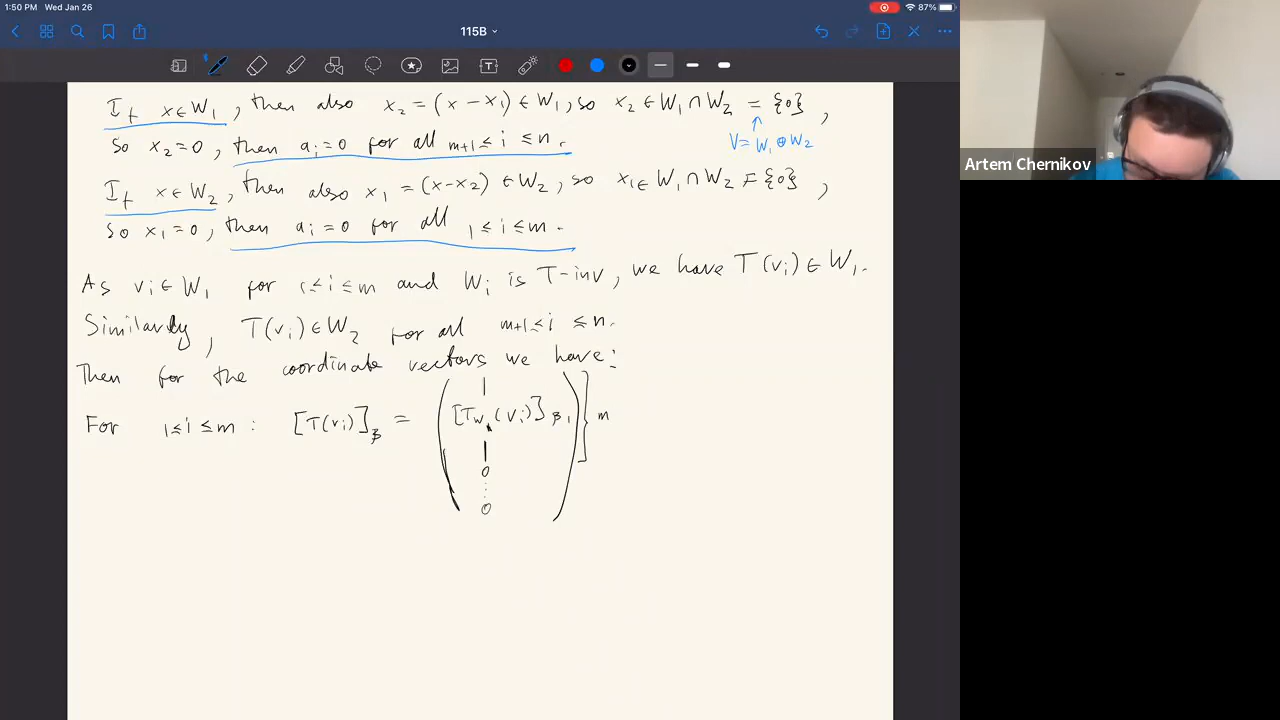 1:50 PM Wed Jan 26
87%
115B
If x ∈ W₁, then also x₂ = (x − x₁) ∈ W₁, so x₂ ∈ W₁ ∩ W₂ = {0},
V = W₁ ⊕ W₂
so x₂ = 0, then aᵢ = 0 for all m+1 ≤ i ≤ n.
If x ∈ W₂, then also x₁ = (x − x₂) ∈ W₂, so x₁ ∈ W₁ ∩ W₂ = {0},
so x₁ = 0, then aᵢ = 0 for all 1 ≤ i ≤ m.
As vᵢ ∈ W₁ for 1 ≤ i ≤ m and Wᵢ is T-inv, we have T(vᵢ) ∈ W₁.
Similarly, T(vᵢ) ∈ W₂ for all m+1 ≤ i ≤ n.
Then for the coordinate vectors we have:
For 1 ≤ i ≤ m: [T(vᵢ)]_β = ( | [T_W₁(vᵢ)]_β₁ | 0 ⋮ 0 ) } m
Artem Chernikov